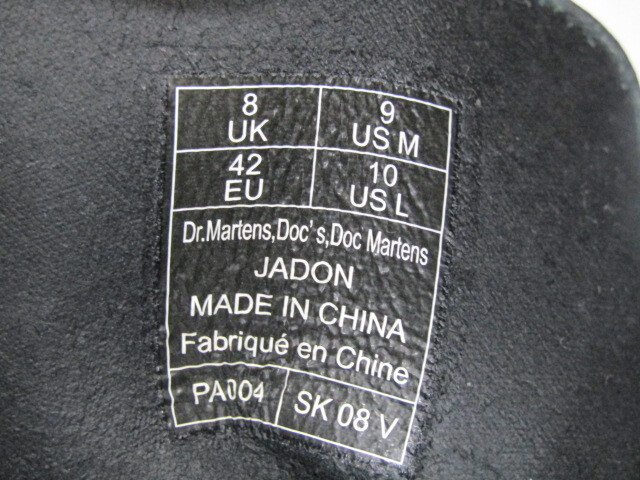 8
UK
9
US M
42
EU
10
US L
Dr.Martens,Doc's,Doc Martens
JADON
MADE IN CHINA
Fabriqué en Chine
PA004
SK 08 V